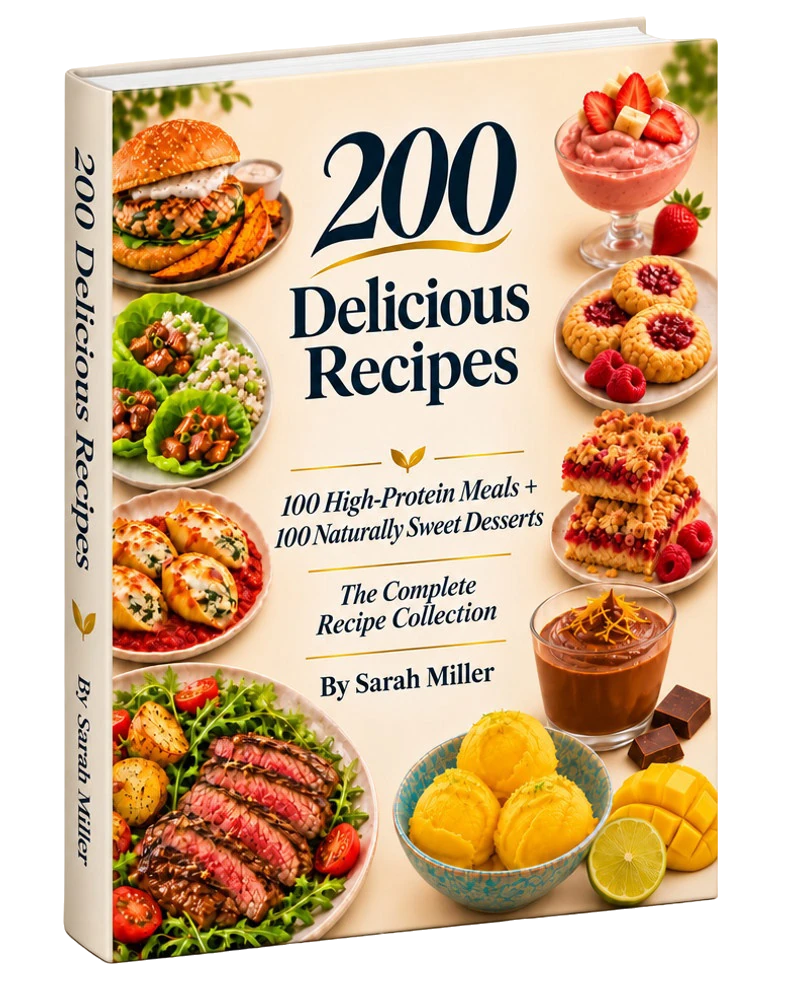 200 Delicious Recipes By Sarah Miller
200
Delicious
Recipes
100 High-Protein Meals +
100 Naturally Sweet Desserts
The Complete
Recipe Collection
By Sarah Miller